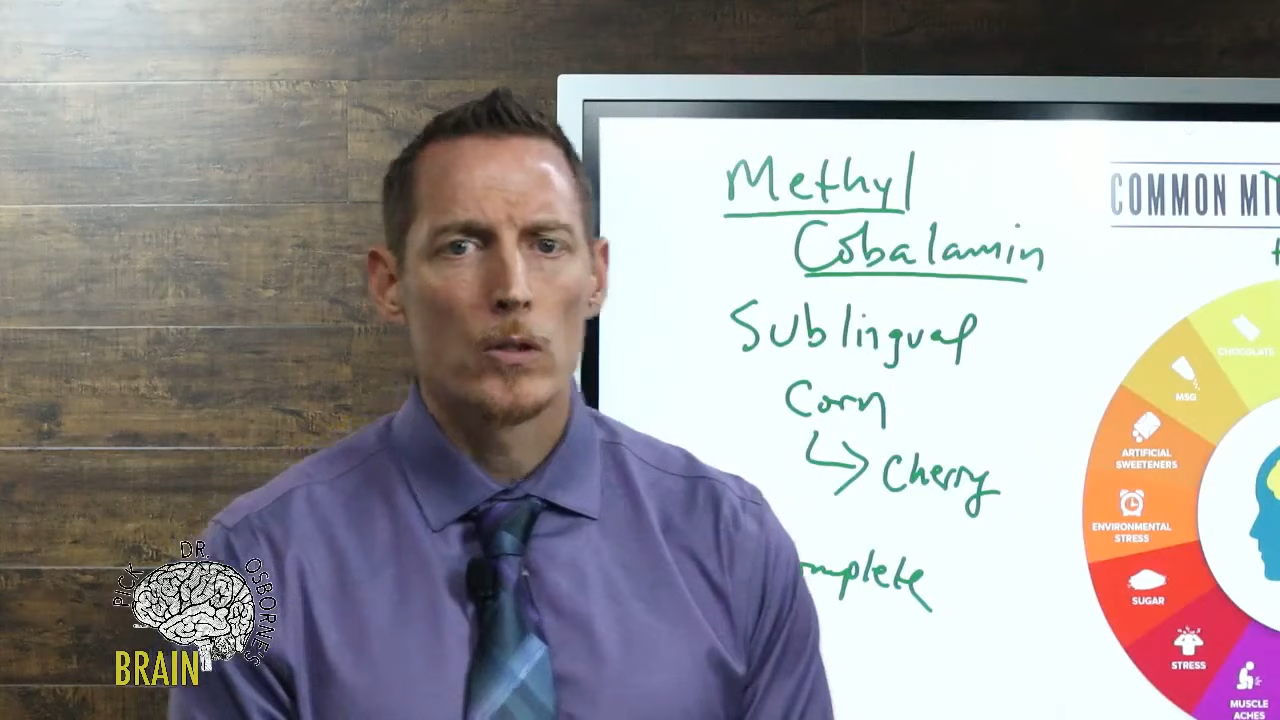 Methyl
Cobalamin
Sublingual
Corn
Cherry
mplete
COMMON MI
CHOCOLATE
MSG
ARTIFICIAL
SWEETENERS
ENVIRONMENTAL
STRESS
SUGAR
STRESS
MUSCLE
ACHES
PICK
DR.
OSBORNE'S
BRAIN